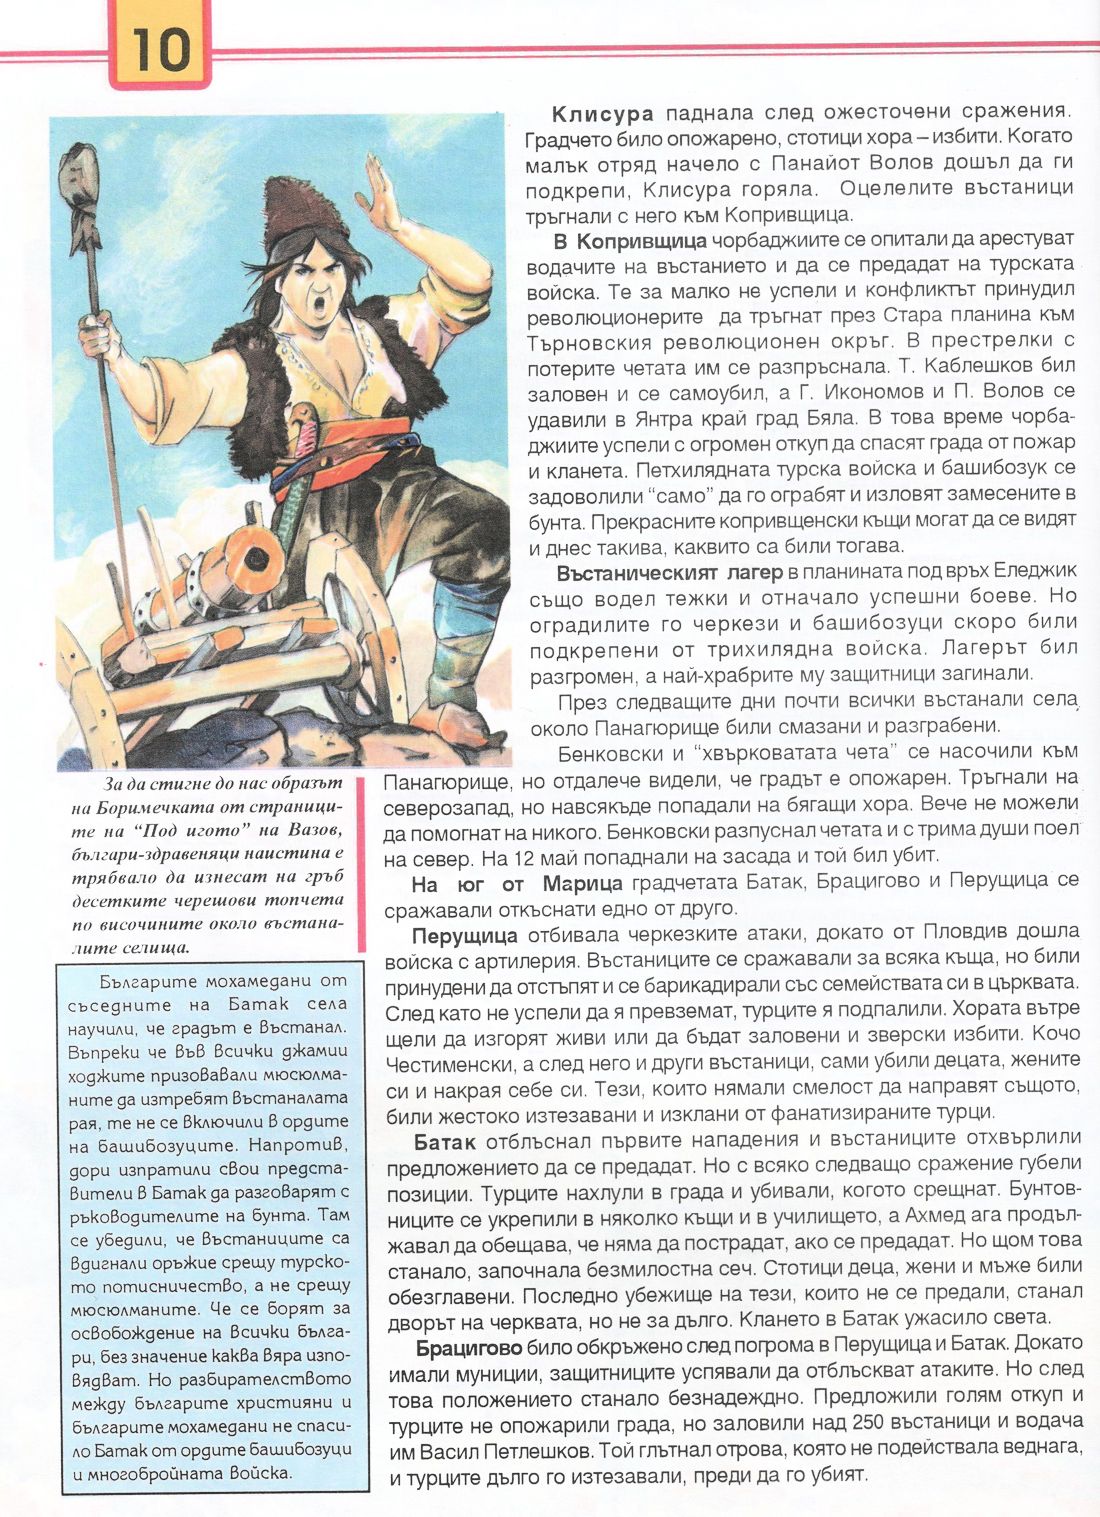 10
Клисура паднала след ожесточени сражения.
Градчето било опожарено, стотици хора – избити. Когато
малък отряд начело с Панайот Волов дошъл да ги
подкрепи, Клисура горяла. Оцелелите въстаници
тръгнали с него към Копривщица.
В Копривщица чорбаджиите се опитали да арестуват
водачите на въстанието и да се предадат на турската
войска. Те за малко не успели и конфликтът принудил
революционерите да тръгнат през Стара планина към
Търновския революционен окръг. В престрелки с
потерите четата им се разпръснала. Т. Каблешков бил
заловен и се самоубил, а Г. Икономов и П. Волов се
удавили в Янтра край град Бяла. В това време чорба-
джиите успели с огромен откуп да спасят града от пожар
и кланета. Петхилядната турска войска и башибозук се
задоволили “само” да го ограбят и изловят замесените в
бунта. Прекрасните копривщенски къщи могат да се видят
и днес такива, каквито са били тогава.
Въстаническият лагер в планината под връх Еледжик
също водел тежки и отначало успешни боеве. Но
оградилите го черкези и башибозуци скоро били
подкрепени от трихилядна войска. Лагерът бил
разгромен, а най-храбрите му защитници загинали.
През следващите дни почти всички въстанали села
около Панагюрище били смазани и разграбени.
Бенковски и “хвърковатата чета” се насочили към
Панагюрище, но отдалече видели, че градът е опожарен. Тръгнали на
северозапад, но навсякъде попадали на бягащи хора. Вече не можели
да помогнат на никого. Бенковски разпуснал четата и с трима души поел
на север. На 12 май попаднали на засада и той бил убит.
На юг от Марица градчетата Батак, Брацигово и Перущица се
сражавали откъснати едно от друго.
Перущица отбивала черкезките атаки, докато от Пловдив дошла
войска с артилерия. Въстаниците се сражавали за всяка къща, но били
принудени да отстъпят и се барикадирали със семействата си в църквата.
След като не успели да я превземат, турците я подпалили. Хората вътре
щели да изгорят живи или да бъдат заловени и зверски избити. Кочо
Честименски, а след него и други въстаници, сами убили децата, жените
си и накрая себе си. Тези, които нямали смелост да направят същото,
били жестоко изтезавани и изклани от фанатизираните турци.
Батак отблъснал първите нападения и въстаниците отхвърлили
предложението да се предадат. Но с всяко следващо сражение губели
позиции. Турците нахлули в града и убивали, когото срещнат. Бунтов-
ниците се укрепили в няколко къщи и в училището, а Ахмед ага продъл-
жавал да обещава, че няма да пострадат, ако се предадат. Но щом това
станало, започнала безмилостна сеч. Стотици деца, жени и мъже били
обезглавени. Последно убежище на тези, които не се предали, станал
дворът на черквата, но не за дълго. Клането в Батак ужасило света.
Брацигово било обкръжено след погрома в Перущица и Батак. Докато
имали муниции, защитниците успявали да отблъскват атаките. Но след
това положението станало безнадеждно. Предложили голям откуп и
турците не опожарили града, но заловили над 250 въстаници и водача
им Васил Петлешков. Той глътнал отрова, която не подействала веднага,
и турците дълго го изтезавали, преди да го убият.
За да стигне до нас образът
на Боримечката от страници-
те на “Под игото” на Вазов,
българи-здравеняци наистина е
трябвало да изнесат на гръб
десетките черешови топчета
по височините около въстана-
лите селища.
Българите мохамедани от
съседните на Батак села
научили, че градът е въстанал.
Въпреки че във всички джамии
ходжите призовавали мюсюлма-
ните да изтребят въстаналата
рая, те не се включили в ордите
на башибозуците. Напротив,
дори изпратили свои предста-
вители в Батак да разговарят с
ръководителите на бунта. Там
се убедили, че въстаниците са
вдигнали оръжие срещу турско-
то потисничество, а не срещу
мюсюлманите. Че се борят за
освобождение на всички бълга-
ри, без значение каква вяра изпо-
вядват. Но разбирателството
между българите християни и
българите мохамедани не спаси-
ло Батак от ордите башибозуци
и многобройната войска.